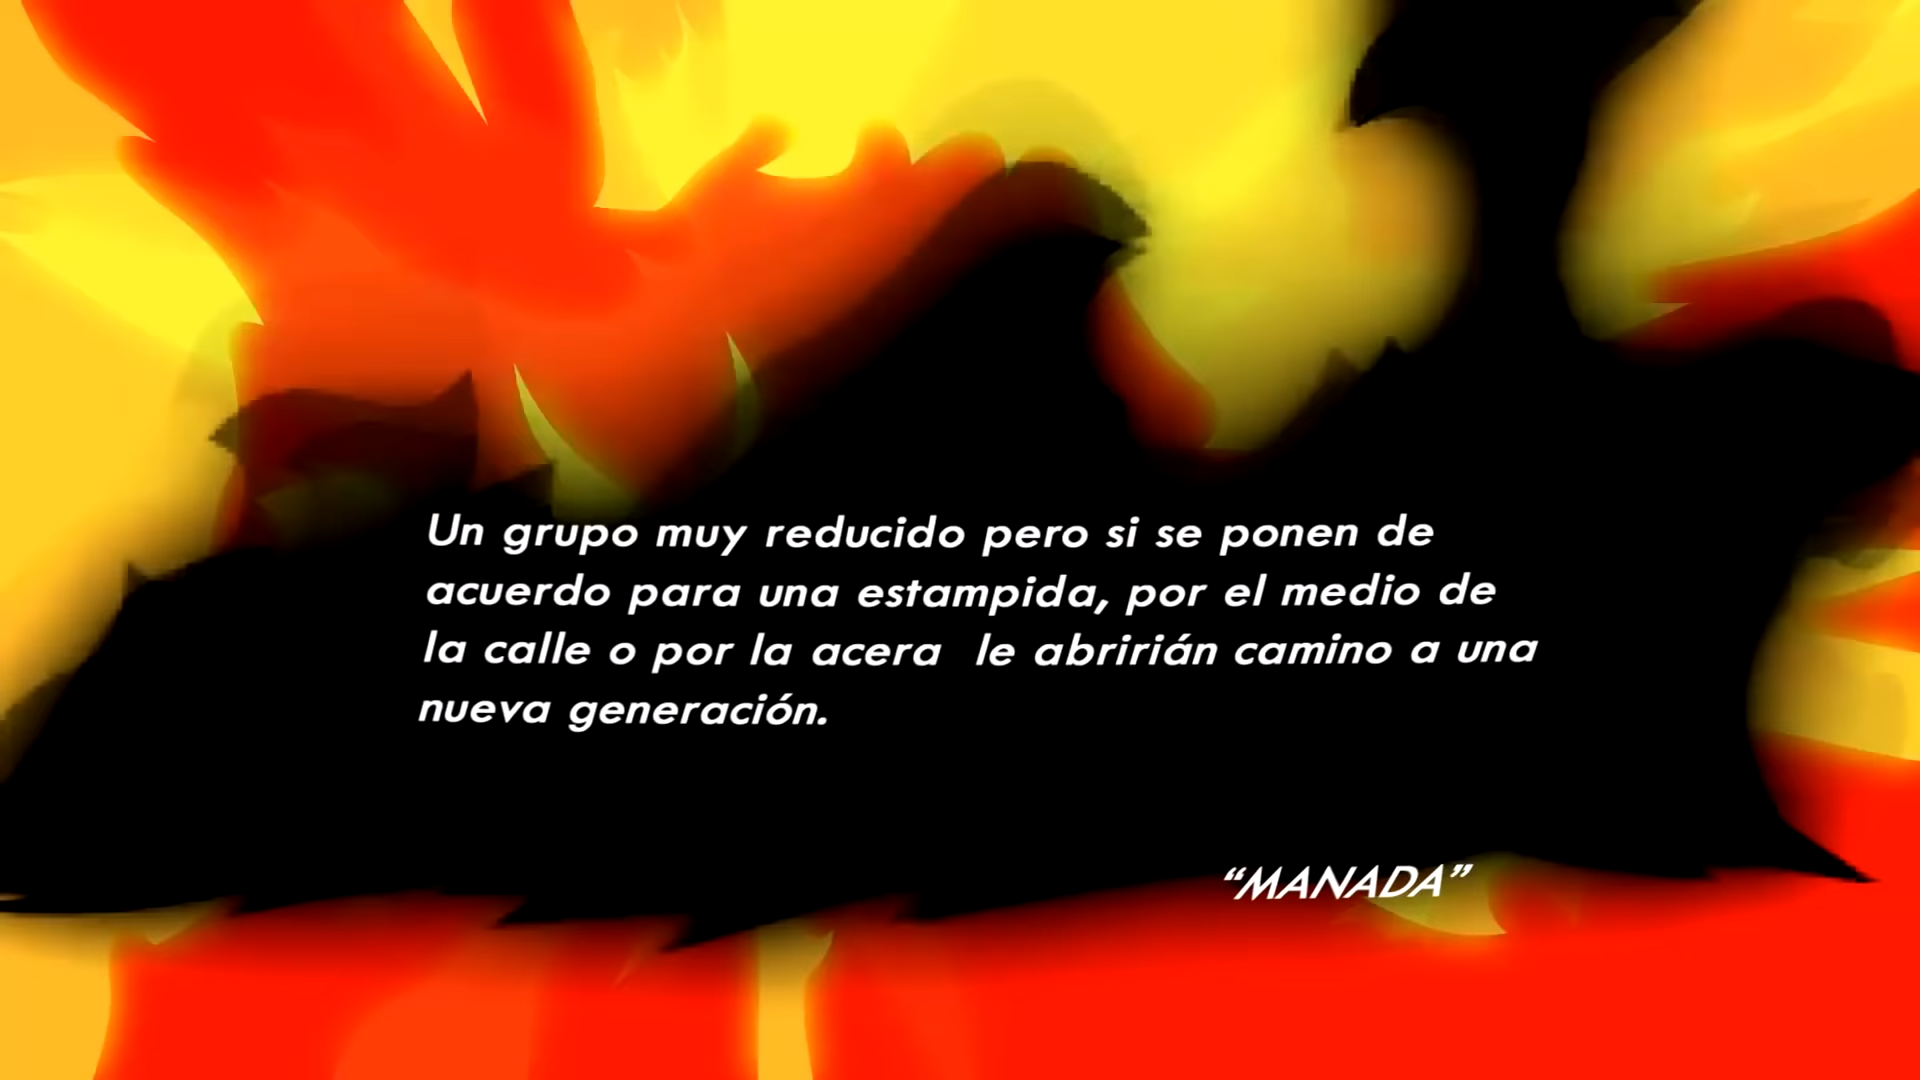 Un grupo muy reducido pero si se ponen de
acuerdo para una estampida, por el medio de
la calle o por la acera  le abririán camino a una
nueva generación.
“MANADA”